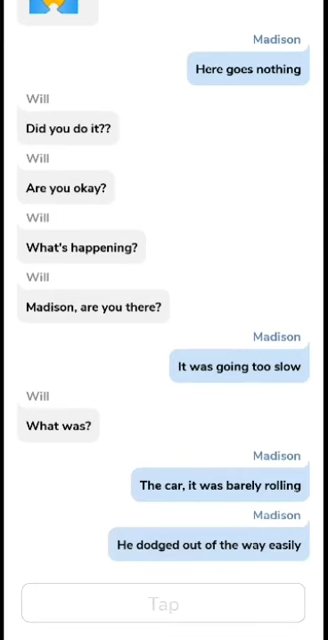 Madison
Here goes nothing
Will
Did you do it??
Will
Are you okay?
Will
What's happening?
Will
Madison, are you there?
Madison
It was going too slow
Will
What was?
Madison
The car, it was barely rolling
Madison
He dodged out of the way easily
Tap